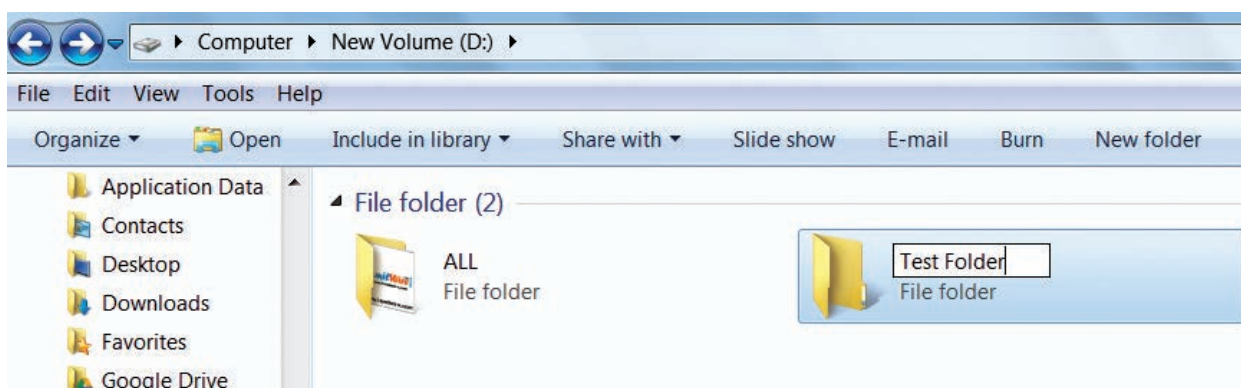 Computer ▸ New Volume (D:) ▸
File Edit View Tools Help
Organize ▾ Open Include in library ▾ Share with ▾ Slide show E-mail Burn New folder
Application Data
Contacts
Desktop
Downloads
Favorites
Google Drive
File folder (2)
ALL
File folder
Test Folder
File folder